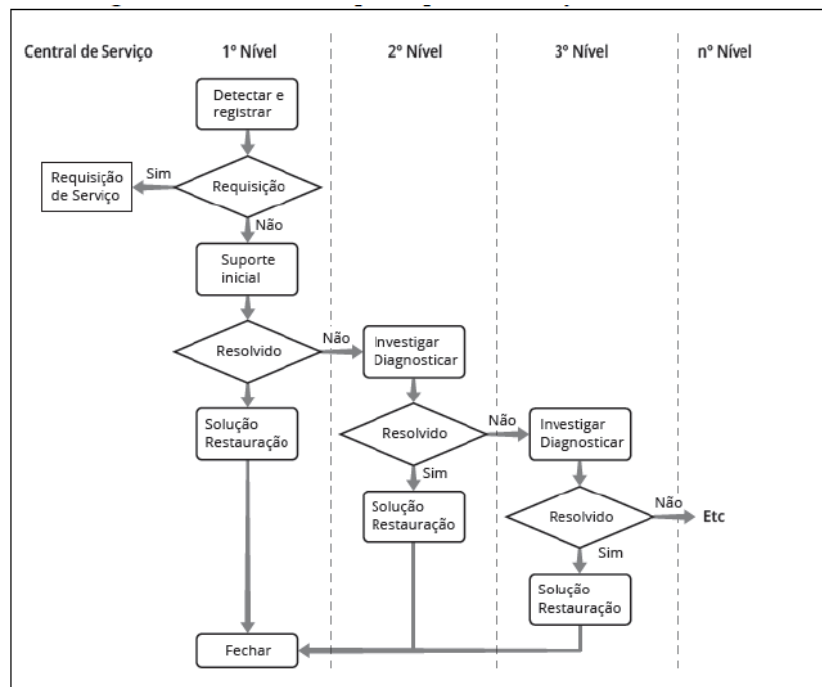 Central de Serviço
1º Nível
2º Nível
3º Nível
nº Nível
Detectar e
registrar
Requisição
Sim
Requisição
de Serviço
Não
Suporte
inicial
Resolvido
Não
Investigar
Diagnosticar
Solução
Restauração
Resolvido
Não
Investigar
Diagnosticar
Sim
Solução
Restauração
Resolvido
Não
Etc
Sim
Solução
Restauração
Fechar